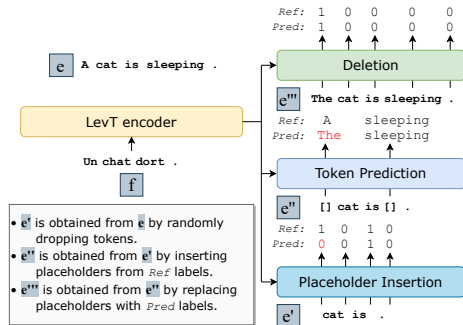 Ref: 1 0 0 0 0
Pred: 1 0 0 0 0
Deletion
e A cat is sleeping .
e''' The cat is sleeping .
LevT encoder
Ref: A sleeping
Pred: The sleeping
Un chat dort .
f
Token Prediction
e'' [] cat is [] .
• e' is obtained from e by randomly
dropping tokens.
• e'' is obtained from e' by inserting
placeholders from Ref labels.
• e''' is obtained from e'' by replacing
placeholders with Pred labels.
Ref: 1 0 1 0
Pred: 0 0 1 0
Placeholder Insertion
e' cat is .